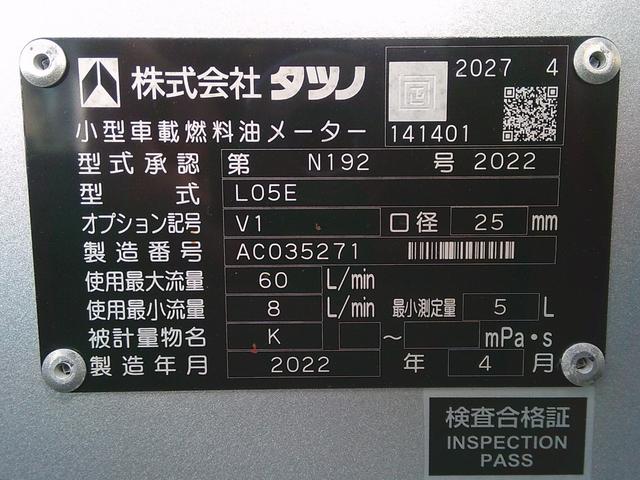 株式会社 タツノ
2027 4
小型車載燃料油メーター 141401
型式承認 第 N192 号 2022
型式 L05E
オプション記号 V1 口径 25 mm
製造番号 AC035271
使用最大流量 60 L/min
使用最小流量 8 L/min 最小測定量 5 L
被計量物名 K ～ mPa・s
製造年月 2022 年 4 月
検査合格証
INSPECTION
PASS